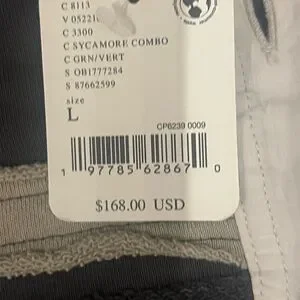 C 8113
V 05221
C 3300
C SYCAMORE COMBO
C GRN/VERT
S OB1777284
S 87662599
size
L
CP6239 0009
1 97785 62867 0
$168.00 USD